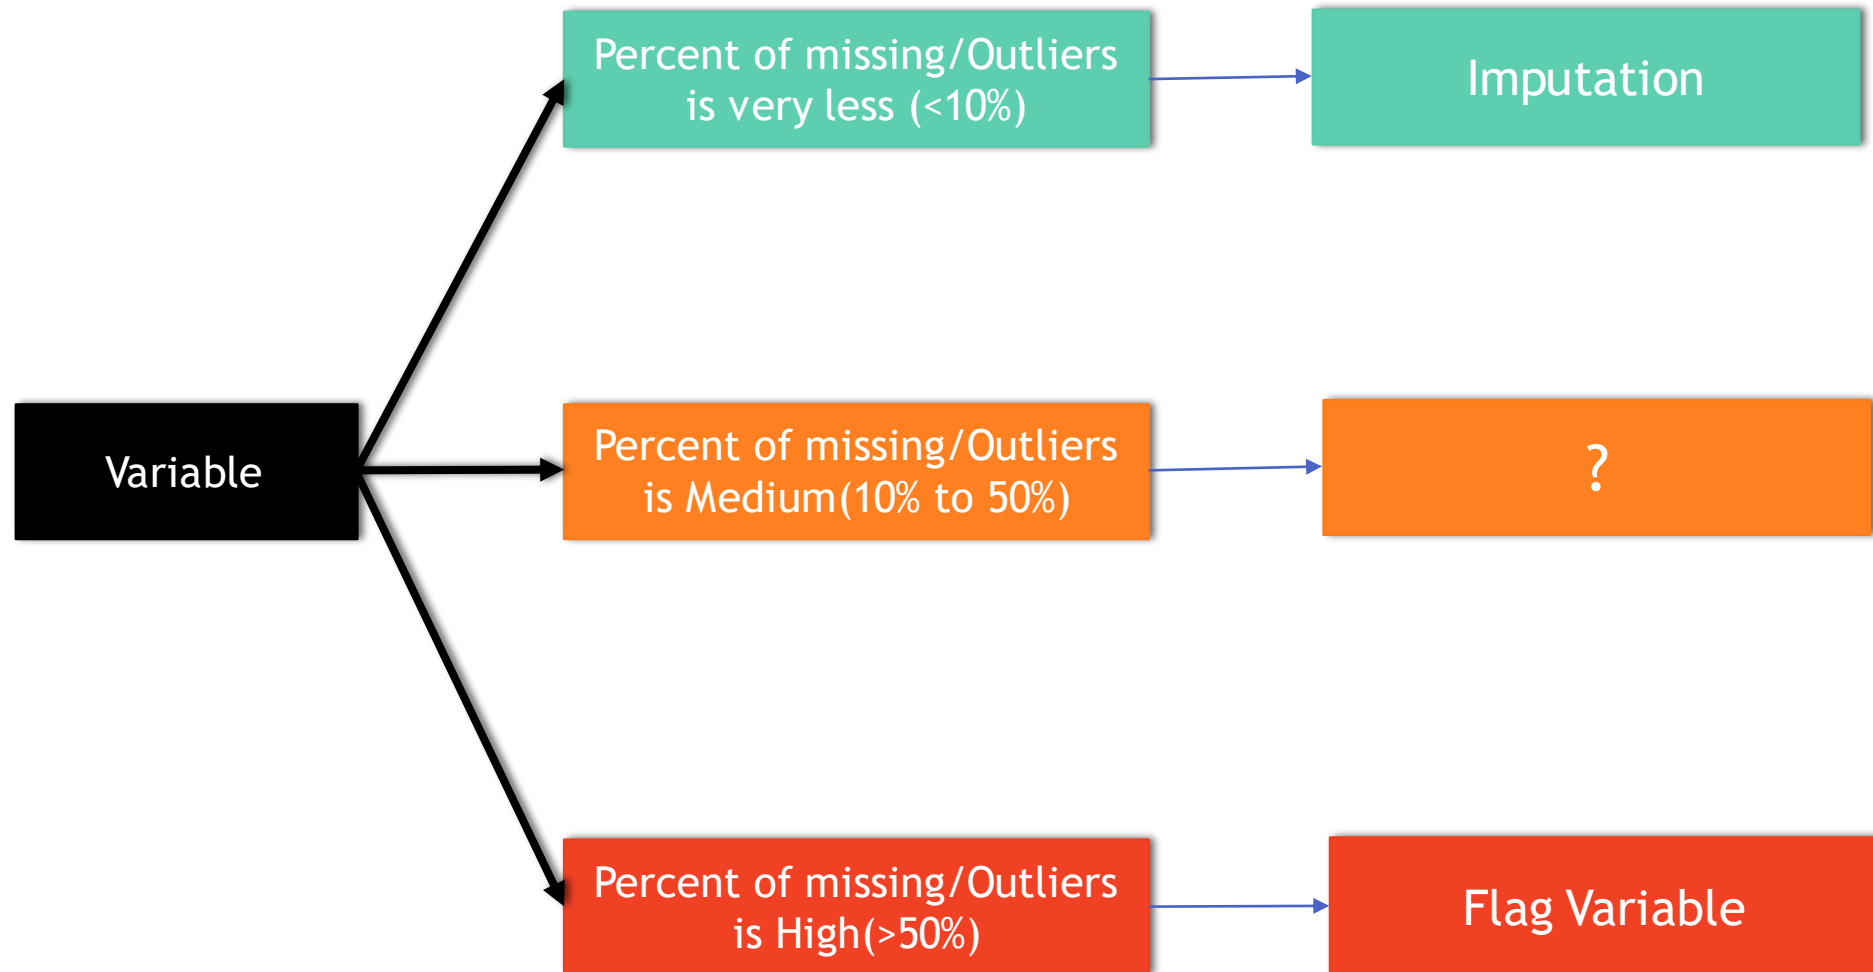 Percent of missing/Outliers
is very less (<10%)
Imputation
Variable
Percent of missing/Outliers
is Medium(10% to 50%)
?
Percent of missing/Outliers
is High(>50%)
Flag Variable